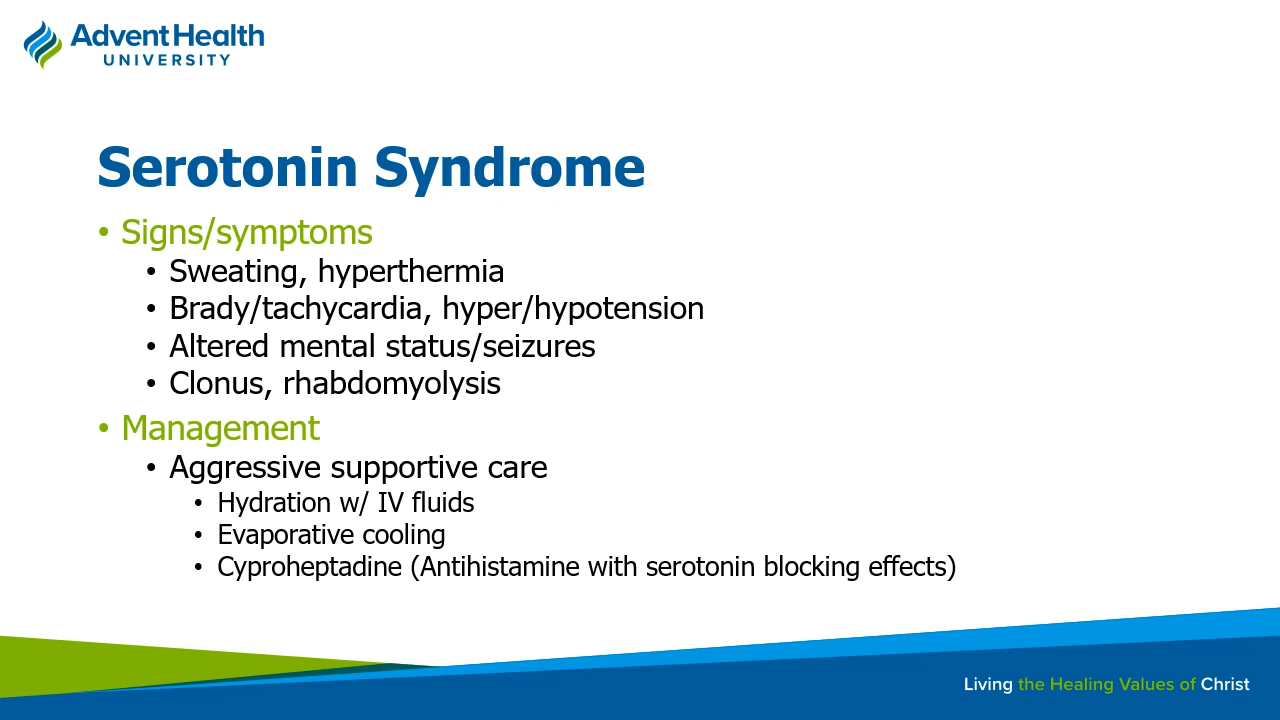 AdventHealth
UNIVERSITY
Serotonin Syndrome
• Signs/symptoms
• Sweating, hyperthermia
• Brady/tachycardia, hyper/hypotension
• Altered mental status/seizures
• Clonus, rhabdomyolysis
• Management
• Aggressive supportive care
• Hydration w/ IV fluids
• Evaporative cooling
• Cyproheptadine (Antihistamine with serotonin blocking effects)
Living the Healing Values of Christ